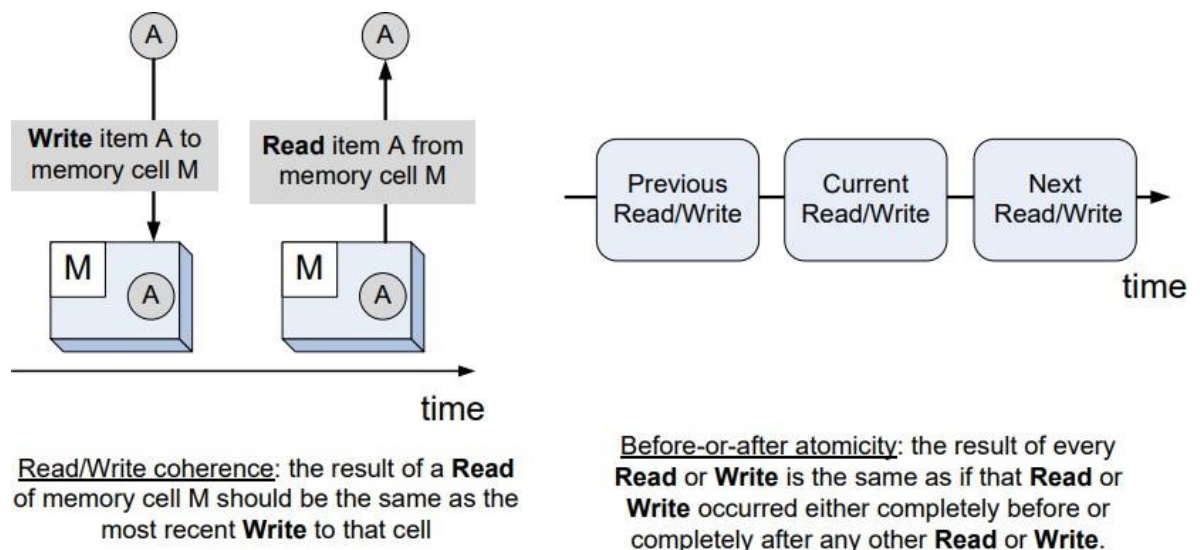 A
Write item A to
memory cell M
M
A
A
Read item A from
memory cell M
M
A
time
Read/Write coherence: the result of a Read
of memory cell M should be the same as the
most recent Write to that cell
Previous
Read/Write
Current
Read/Write
Next
Read/Write
time
Before-or-after atomicity: the result of every
Read or Write is the same as if that Read or
Write occurred either completely before or
completely after any other Read or Write.